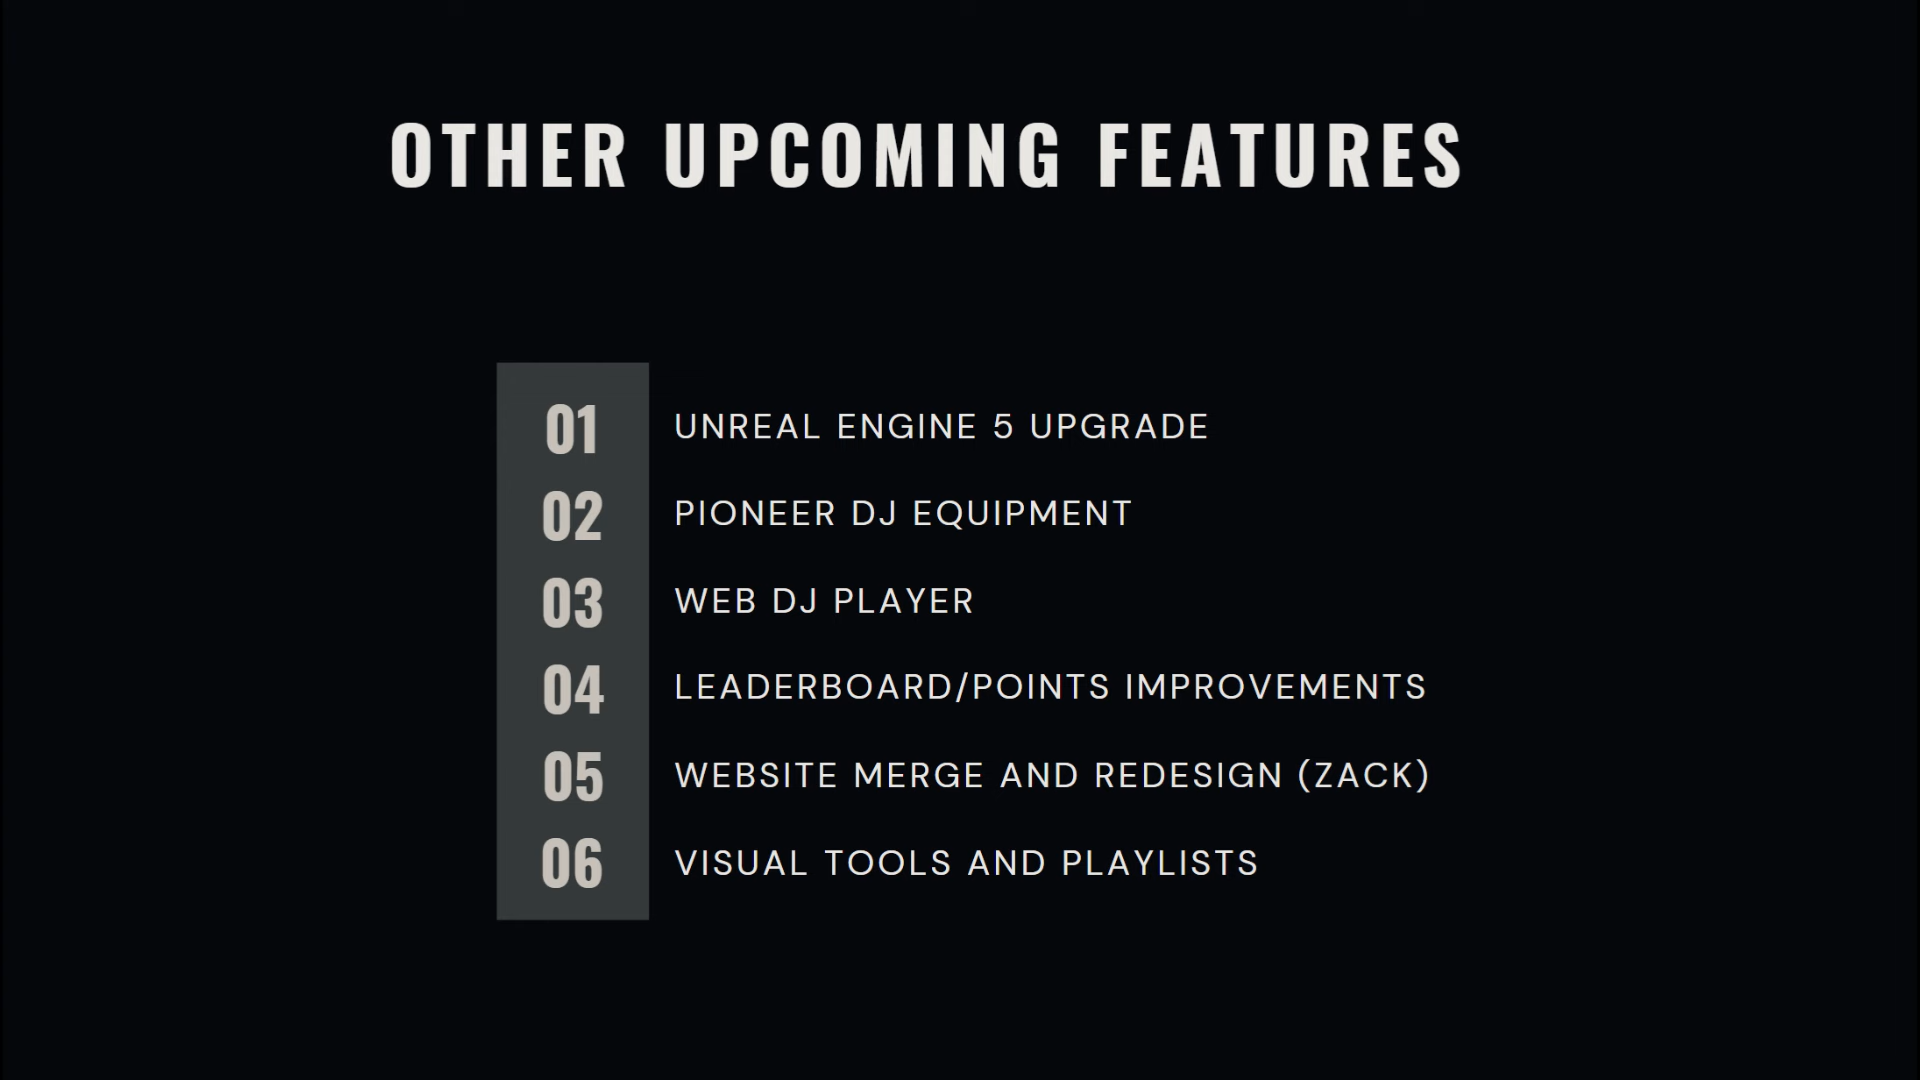 OTHER UPCOMING FEATURES
01 UNREAL ENGINE 5 UPGRADE
02 PIONEER DJ EQUIPMENT
03 WEB DJ PLAYER
04 LEADERBOARD/POINTS IMPROVEMENTS
05 WEBSITE MERGE AND REDESIGN (ZACK)
06 VISUAL TOOLS AND PLAYLISTS